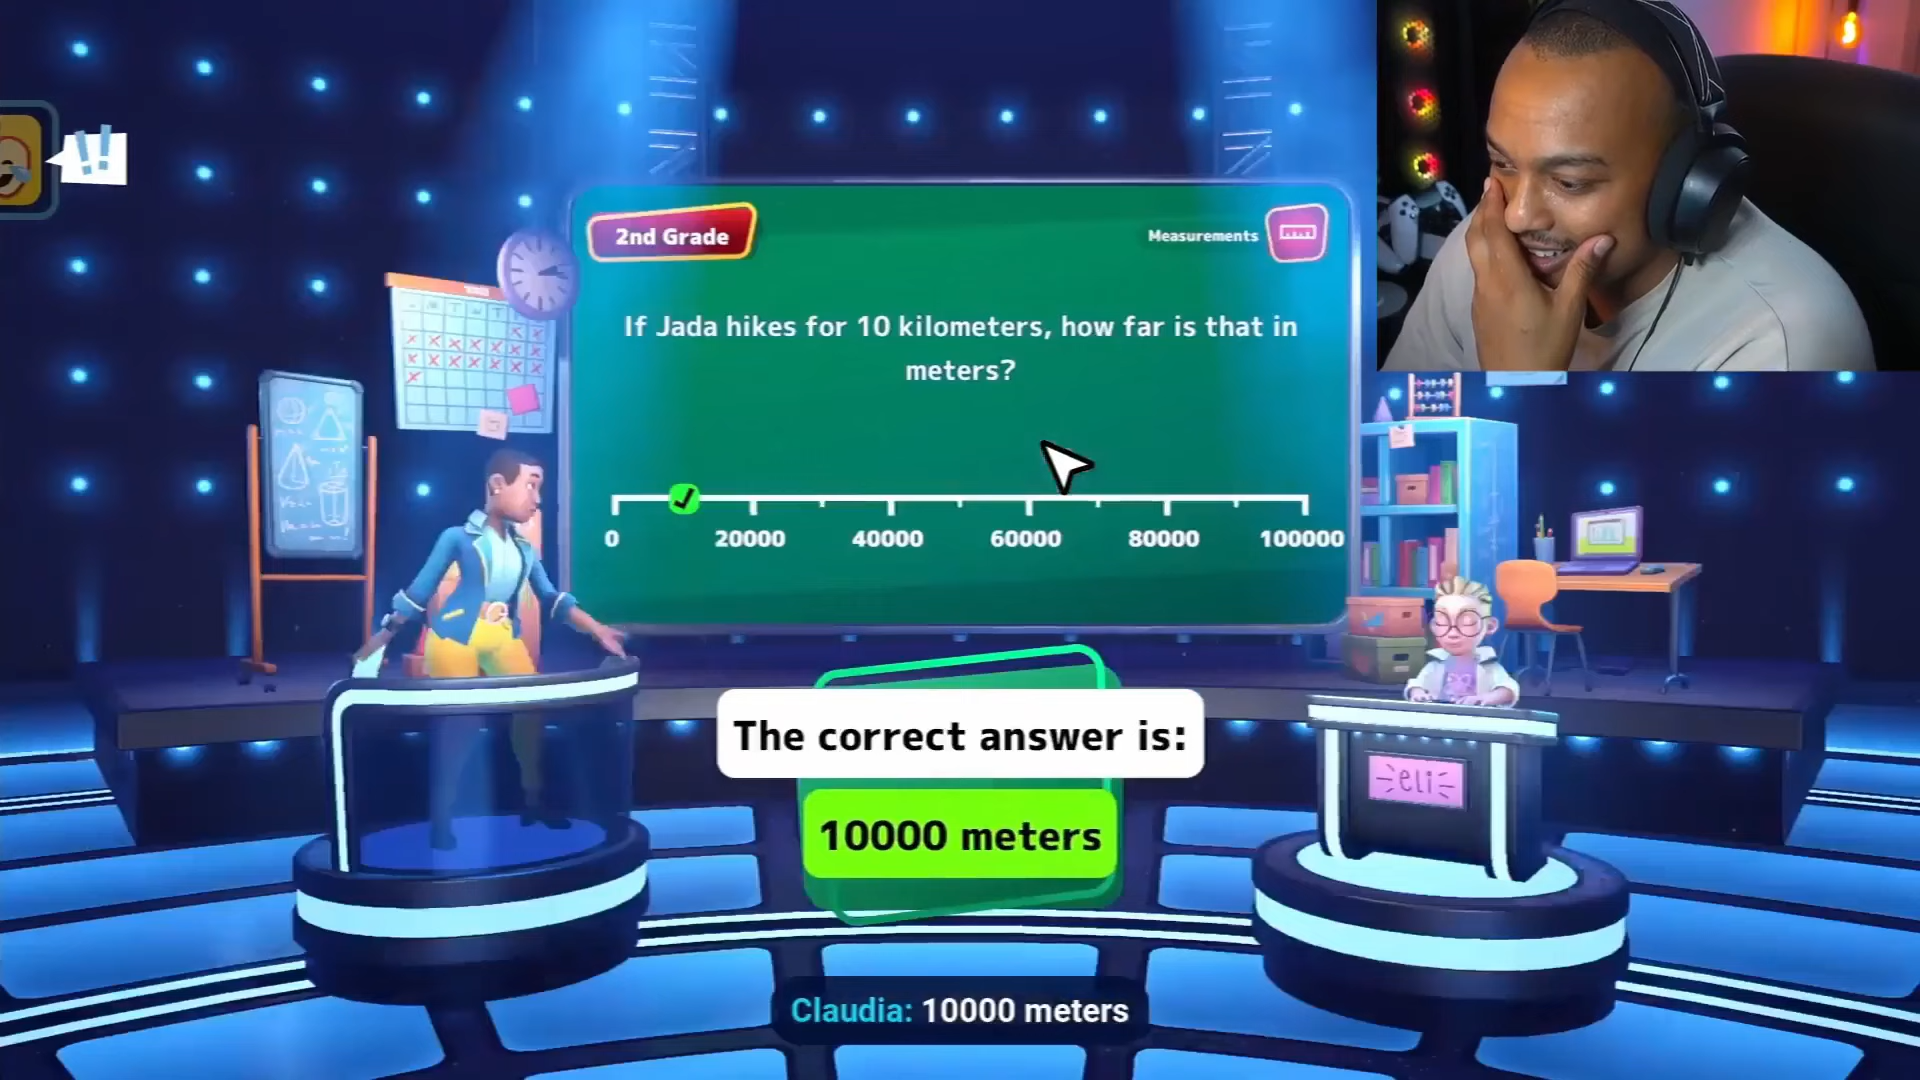 2nd Grade
Measurements
If Jada hikes for 10 kilometers, how far is that in
meters?
0 20000 40000 60000 80000 100000
The correct answer is:
10000 meters
eli
Claudia: 10000 meters